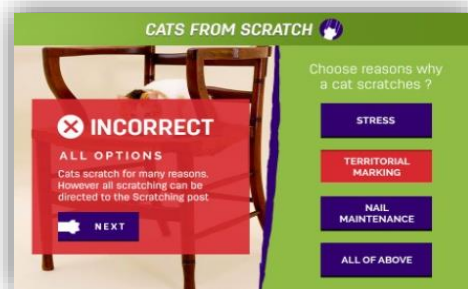 CATS FROM SCRATCH
INCORRECT
ALL OPTIONS
Cats scratch for many reasons.
However all scratching can be
directed to the Scratching post
NEXT
Choose reasons why
a cat scratches ?
STRESS
TERRITORIAL
MARKING
NAIL
MAINTENANCE
ALL OF ABOVE